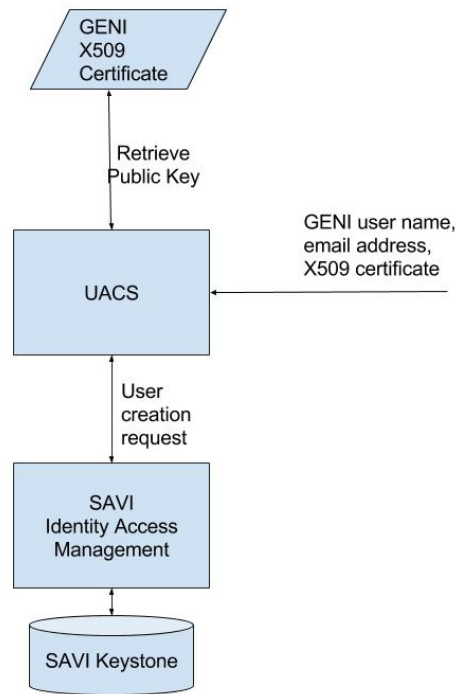 GENI
X509
Certificate
Retrieve
Public Key
GENI user name,
email address,
X509 certificate
UACS
User
creation
request
SAVI
Identity Access
Management
SAVI Keystone